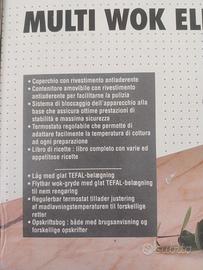 MULTI WOK EL
• Coperchio con rivestimento antiaderente
• Contenitore amovibile con rivestimento
antiaderente per facilitarne la pulizia
• Sistema di bloccaggio dell'apparecchio alla
base che assicura ottime prestazioni di
stabilità e massima sicurezza
• Termostato regolabile che permette di
adattare facilmente la temperatura di cottura
ad ogni preparazione
• Libro di ricette : libro completo con varie ed
appetitose ricette
• Låg med glat TEFAL-belægning
• Flytbar wok-gryde med glat TEFAL-belægning
til nem rengøring
• Regulerbar termostat tillader justering
af madlavningstemperaturen til forskellige
retter
• Opskriftbog : både med brugsanvisning og
forskellige opskrifter
subito